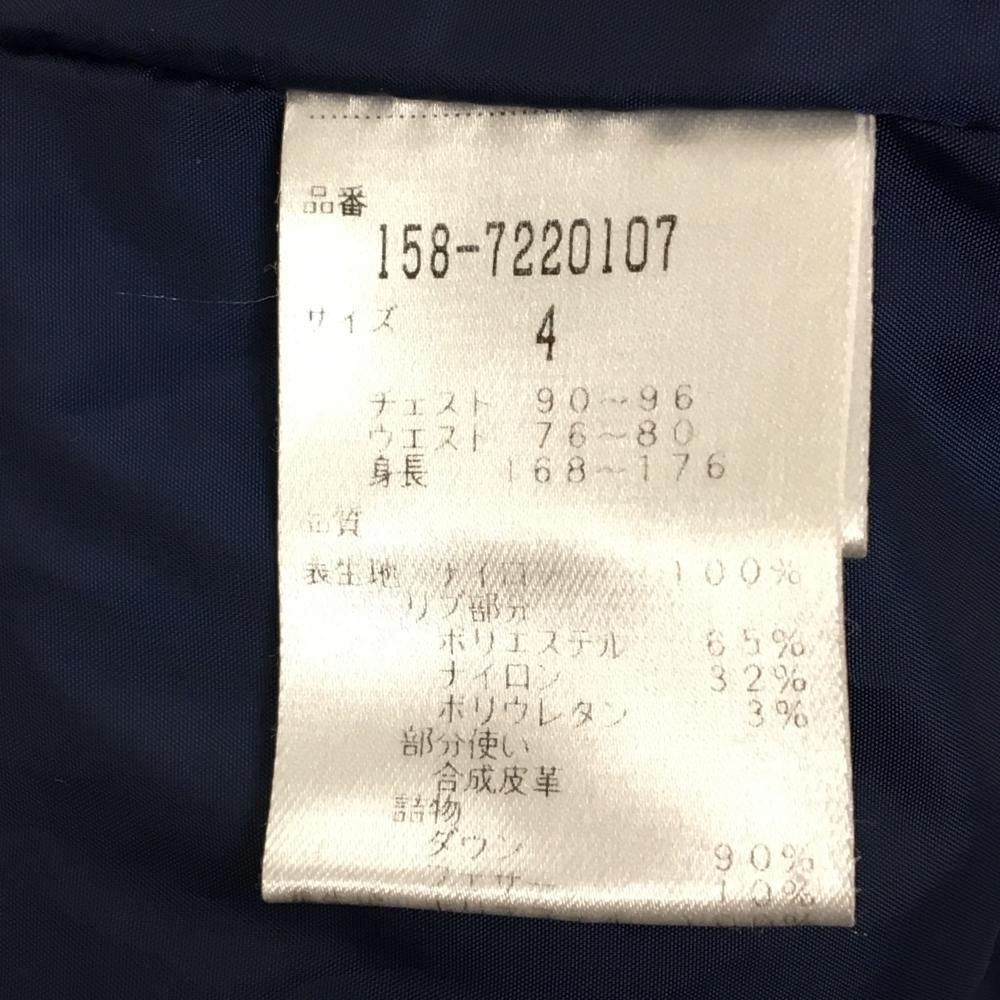 品番
158-7220107
サイズ 4
チェスト 90~96
ウエスト 76~80
身長 168~176
品質
表生地 ナイロン 100%
リブ部分
ポリエステル 65%
ナイロン 32%
ポリウレタン 3%
部分使い
合成皮革
詰物
ダウン 90%
フェザー 10%